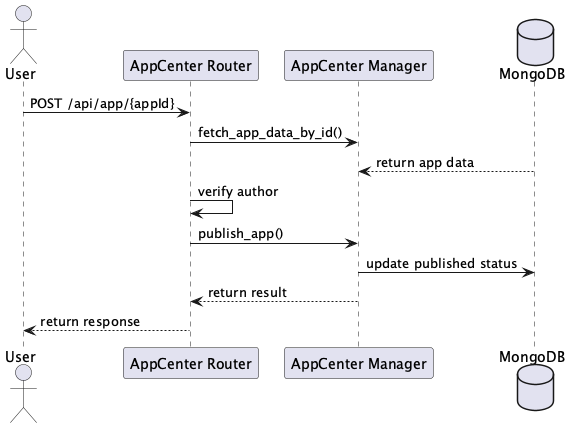 User
AppCenter Router
AppCenter Manager
MongoDB
POST /api/app/{appId}
fetch_app_data_by_id()
return app data
verify author
publish_app()
update published status
return result
return response
User
AppCenter Router
AppCenter Manager
MongoDB